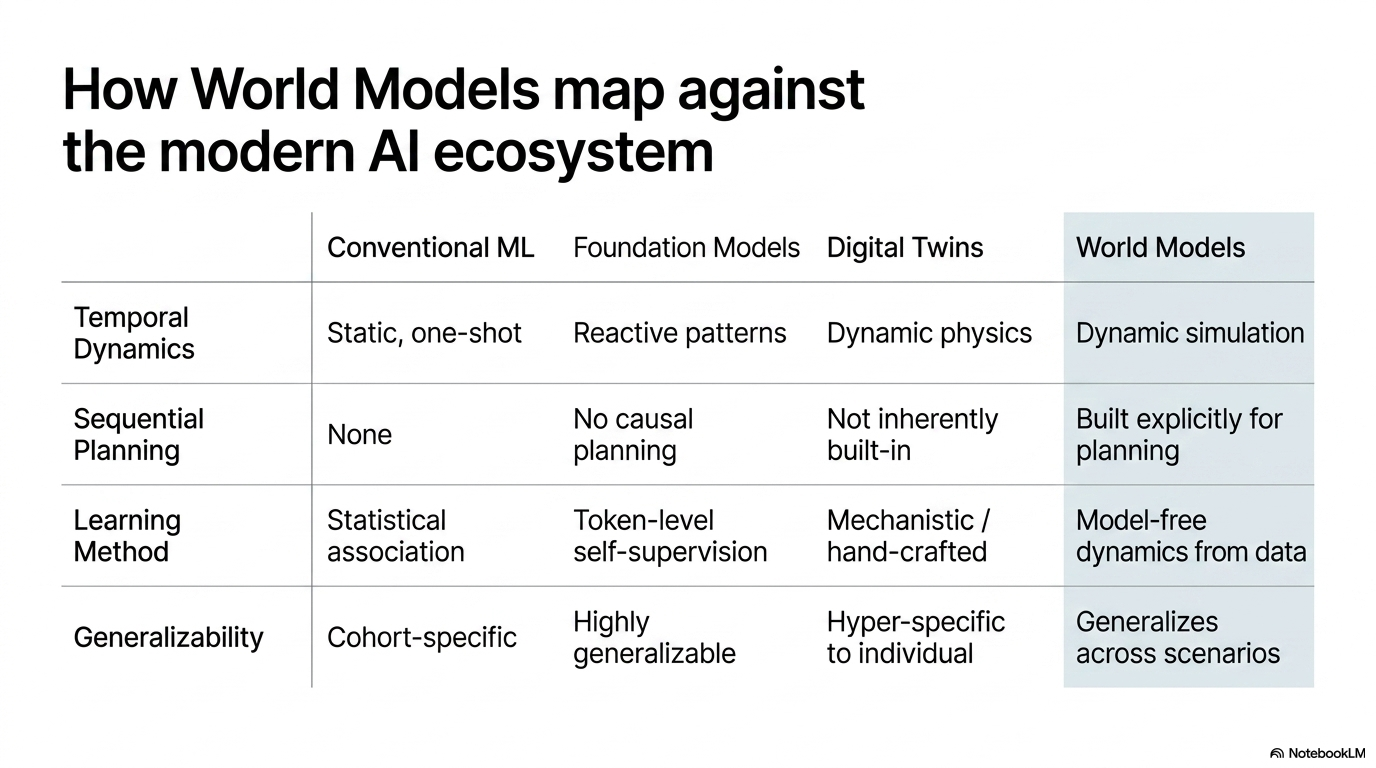 How World Models map against
the modern AI ecosystem
Conventional ML Foundation Models Digital Twins World Models
Temporal
Dynamics
Static, one-shot
Reactive patterns
Dynamic physics
Dynamic simulation
Sequential
Planning
None
No causal
planning
Not inherently
built-in
Built explicitly for
planning
Learning
Method
Statistical
association
Token-level
self-supervision
Mechanistic /
hand-crafted
Model-free
dynamics from data
Generalizability
Cohort-specific
Highly
generalizable
Hyper-specific
to individual
Generalizes
across scenarios
NotebookLM